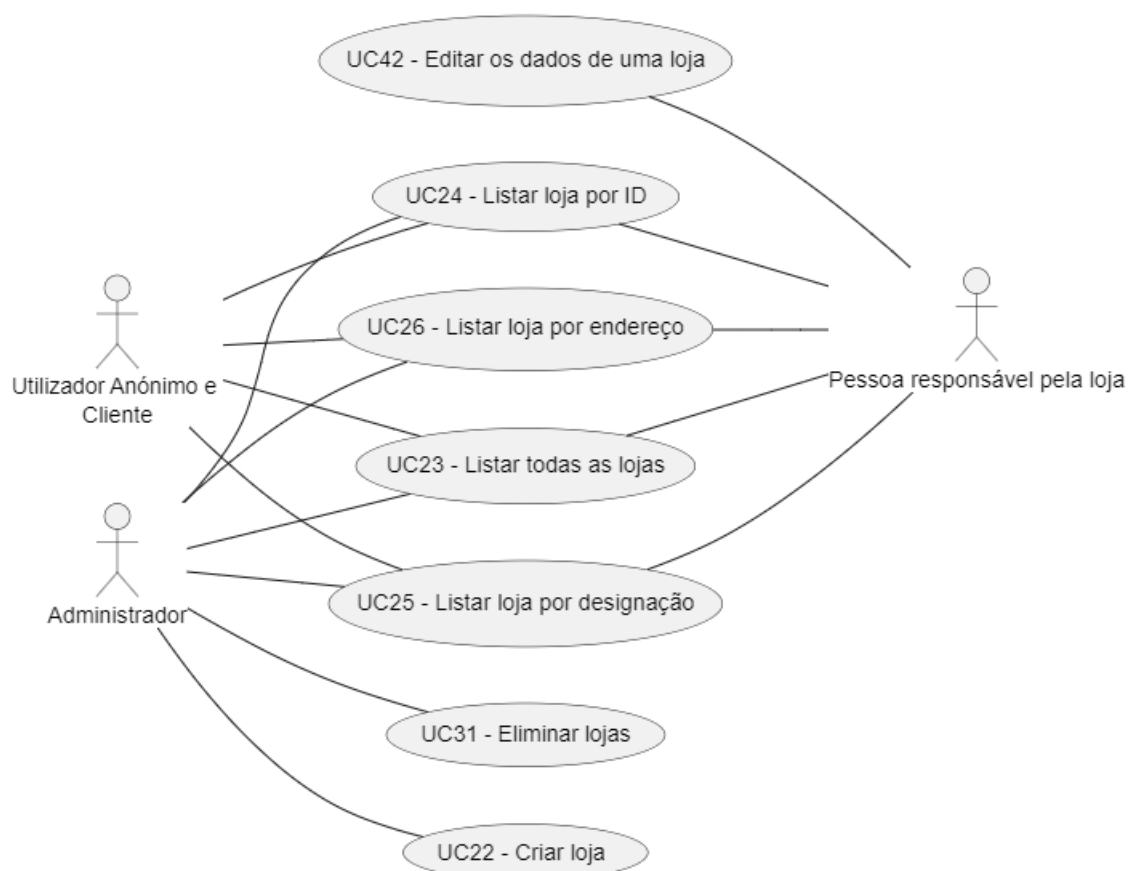 UC42 - Editar os dados de uma loja
UC24 - Listar loja por ID
UC26 - Listar loja por endereço
Utilizador Anónimo e
Cliente
Pessoa responsável pela loja
UC23 - Listar todas as lojas
UC25 - Listar loja por designação
Administrador
UC31 - Eliminar lojas
UC22 - Criar loja